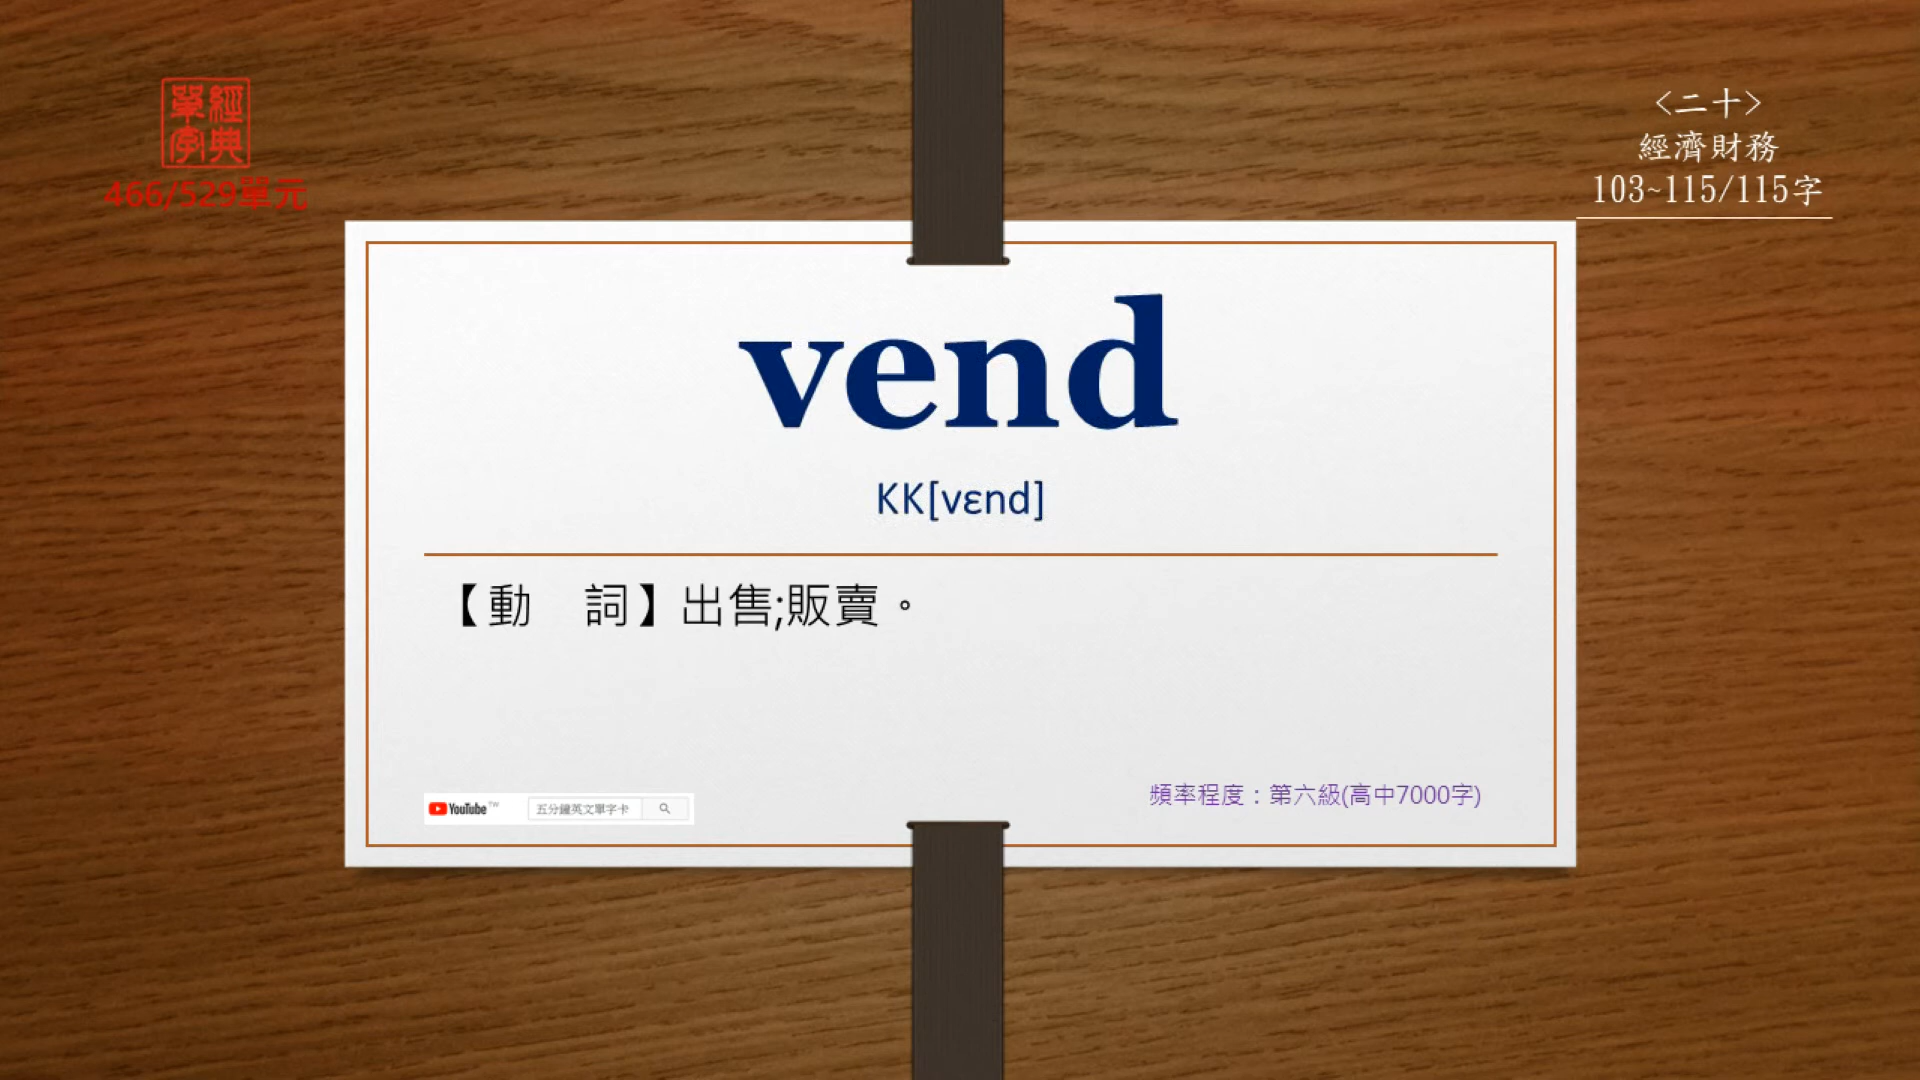 經典
單字
466/529單元
<二十>
經濟財務
103~115/115字
vend
KK[vɛnd]
【動　詞】出售;販賣。
頻率程度：第六級(高中7000字)
YouTube TW
五分鐘英文單字卡